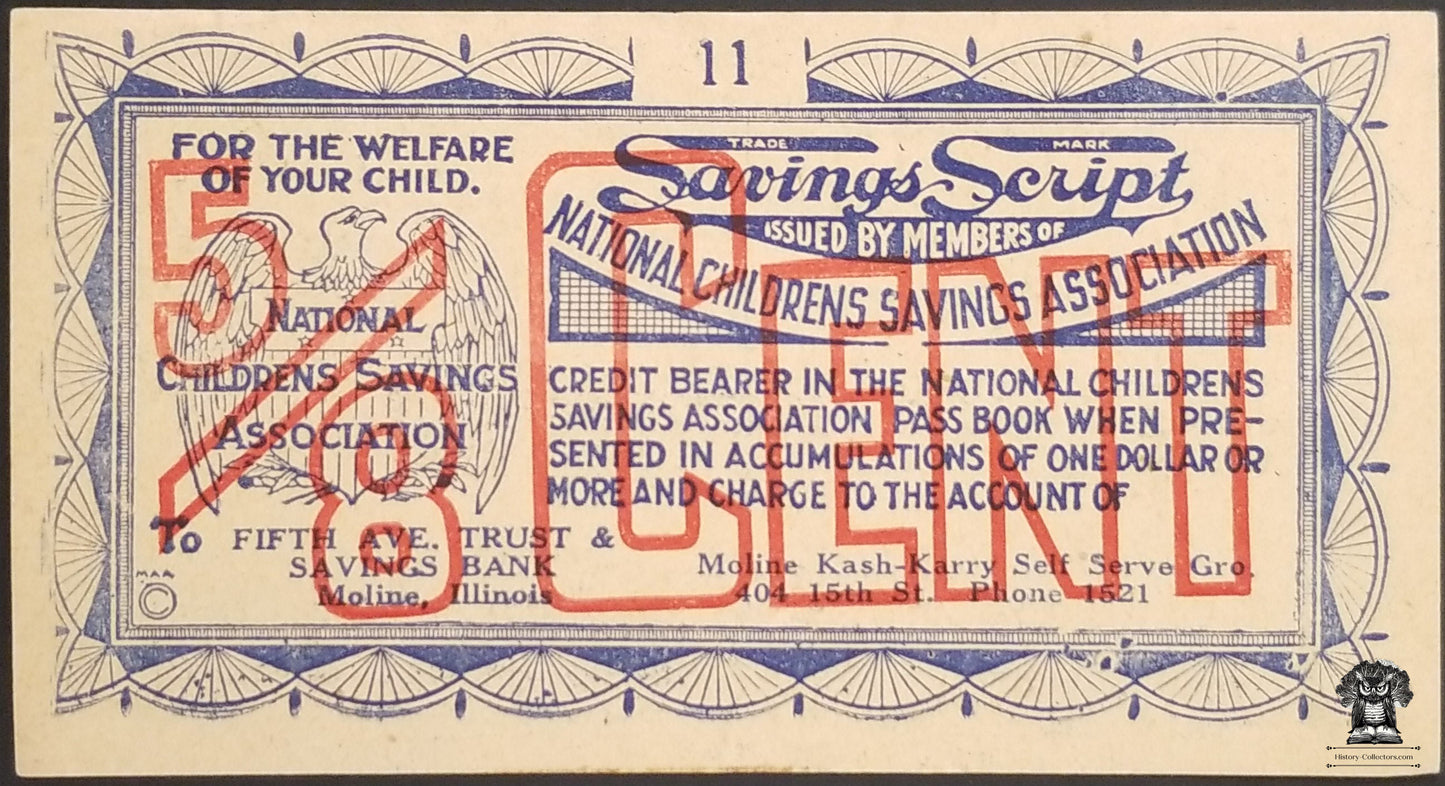 11
FOR THE WELFARE
OF YOUR CHILD.
TRADE MARK
Savings Script
ISSUED BY MEMBERS OF
NATIONAL CHILDRENS SAVINGS ASSOCIATION
5/8 CENT
NATIONAL
CHILDRENS SAVINGS
ASSOCIATION
CREDIT BEARER IN THE NATIONAL CHILDRENS
SAVINGS ASSOCIATION PASS BOOK WHEN PRE-
SENTED IN ACCUMULATIONS OF ONE DOLLAR OR
MORE AND CHARGE TO THE ACCOUNT OF
TO FIFTH AVE. TRUST &
SAVINGS BANK
Moline, Illinois
Moline Kash-Karry Self Serve Gro.
404 15th St. Phone 1521
M.A.A.
©
History-Collectors.com